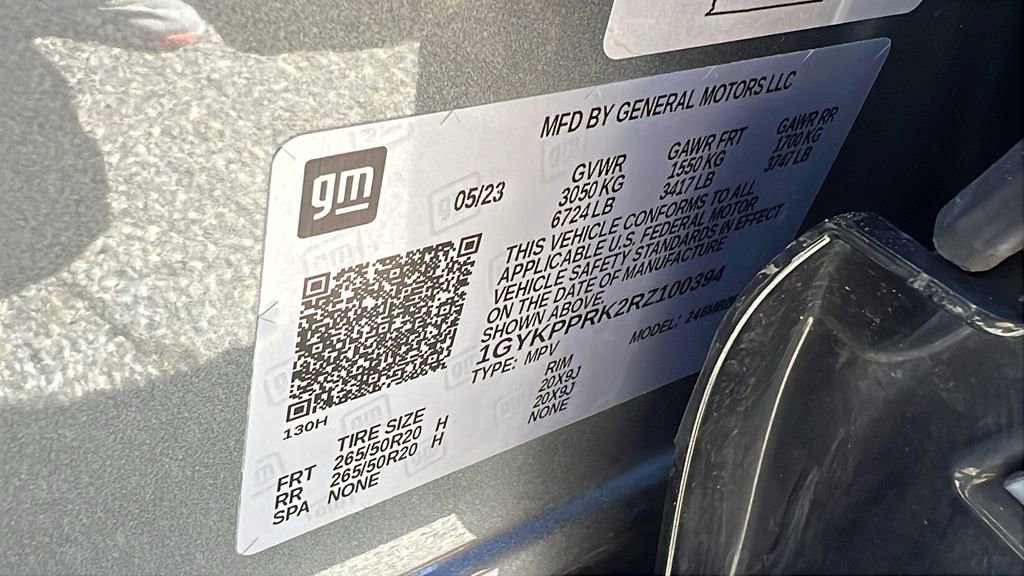 MFD BY GENERAL MOTORS LLC
gm
05/23
GVWR GAWR FRT GAWR RR
3050 KG 1550 KG 1700 KG
6724 LB 3417 LB 3747 LB
THIS VEHICLE CONFORMS TO ALL
APPLICABLE U.S. FEDERAL MOTOR
VEHICLE SAFETY STANDARDS IN EFFECT
ON THE DATE OF MANUFACTURE
SHOWN ABOVE.
1GYKPPRK2RZ100394
TYPE: MPV MODEL:
130H
TIRE SIZE RIM
FRT 265/50R20 H 20X9J
RR 265/50R20 H 20X9J
SPA NONE NONE